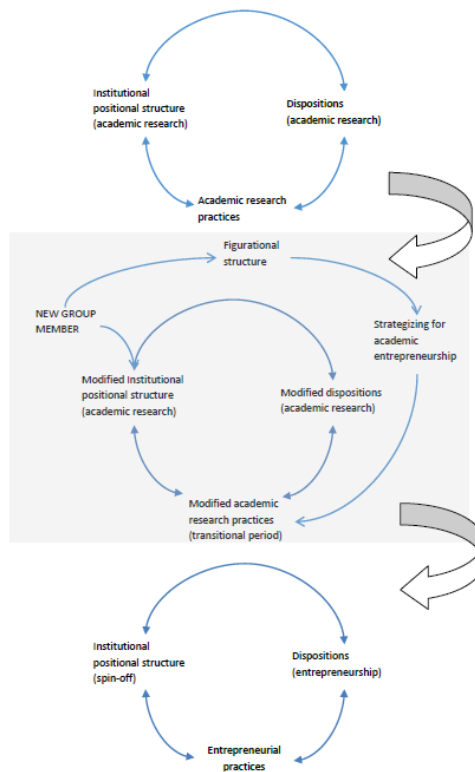 Institutional
positional structure
(academic research)
Dispositions
(academic research)
Academic research
practices
Figurational
structure
NEW GROUP
MEMBER
Strategizing for
academic
entrepreneurship
Modified Institutional
positional structure
(academic research)
Modified dispositions
(academic research)
Modified academic
research practices
(transitional period)
Institutional
positional structure
(spin-off)
Dispositions
(entrepreneurship)
Entrepreneurial
practices